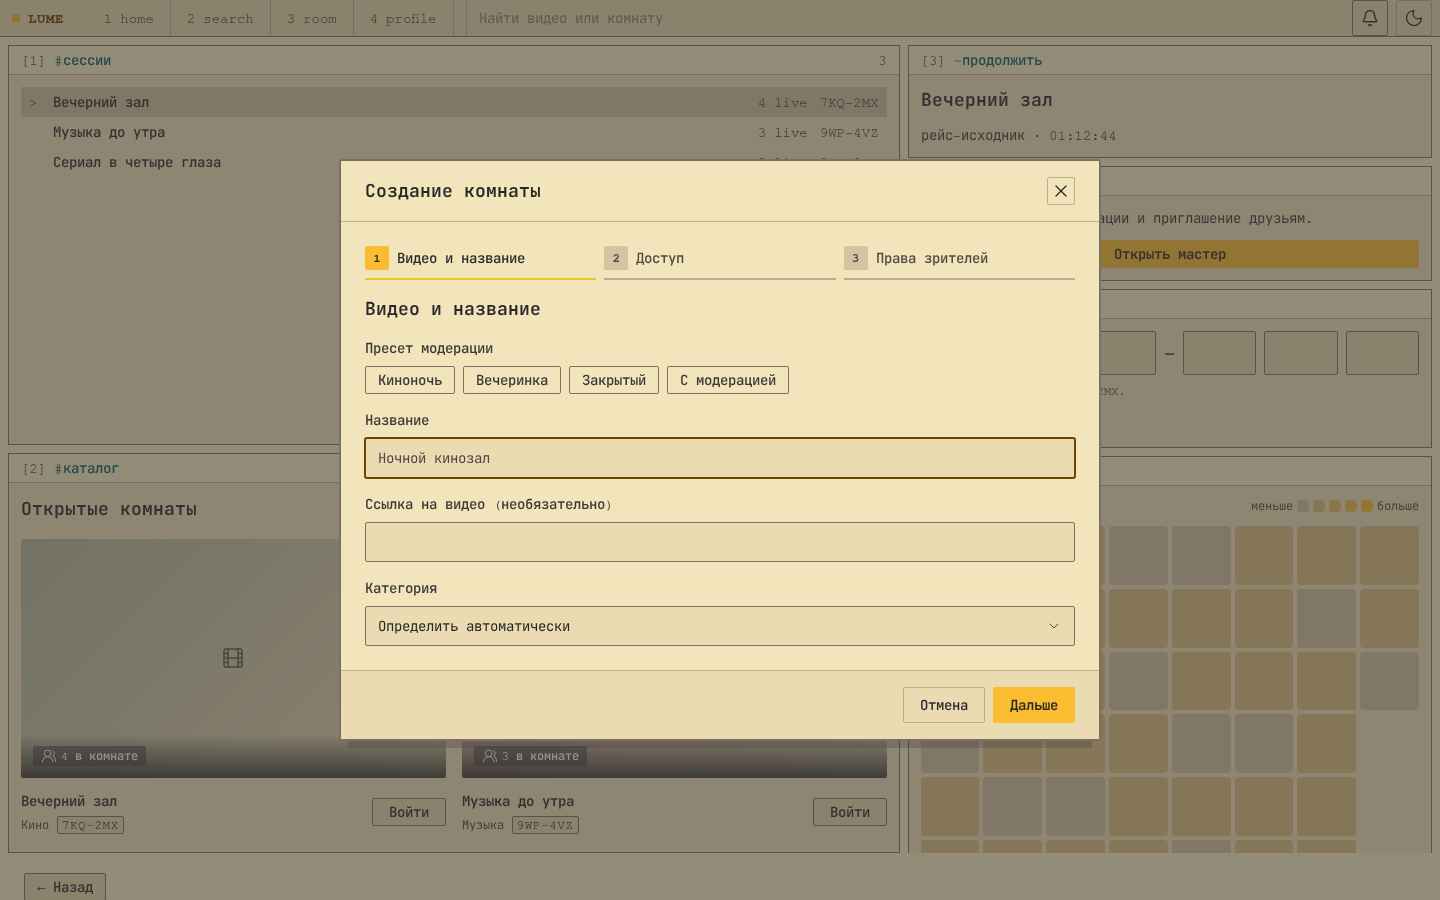 LUME 1 home 2 search 3 room 4 profile Найти видео или комнату
[1] #сессии 3
> Вечерний зал 4 live 7KQ-2MX
Музыка до утра 3 live 9WP-4VZ
Сериал в четыре глаза
[3] ~продолжить
Вечерний зал
рейс-исходник · 01:12:44
ации и приглашение друзьям.
Открыть мастер
2MX.
меньше больше
Создание комнаты
1 Видео и название 2 Доступ 3 Права зрителей
Видео и название
Пресет модерации
Киноночь Вечеринка Закрытый С модерацией
Название
Ночной кинозал
Ссылка на видео (необязательно)
Категория
Определить автоматически
Отмена Дальше
[2] #каталог
Открытые комнаты
4 в комнате 3 в комнате
Вечерний зал Войти Музыка до утра Войти
Кино 7KQ-2MX Музыка 9WP-4VZ
← Назад